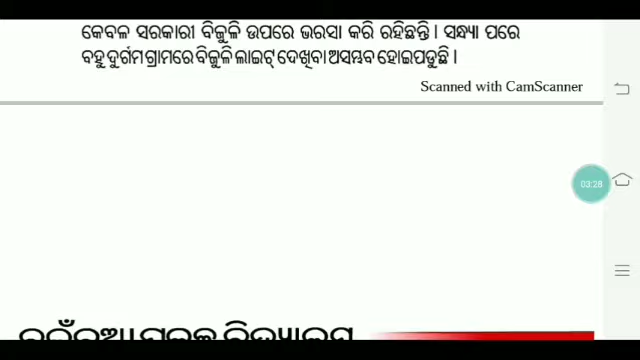 କେବଳ ସରକାରୀ ବିଜୁଳି ଉପରେ ଭରସା କରି ରହିଛନ୍ତି । ସନ୍ଧ୍ୟା ପରେ
ବହୁ ଦୁର୍ଗମ ଗ୍ରାମରେ ବିଜୁଳି ଲାଇଟ୍ ଦେଖିବା ଅସମ୍ଭବ ହୋଇପଡୁଛି ।
Scanned with CamScanner
03:28